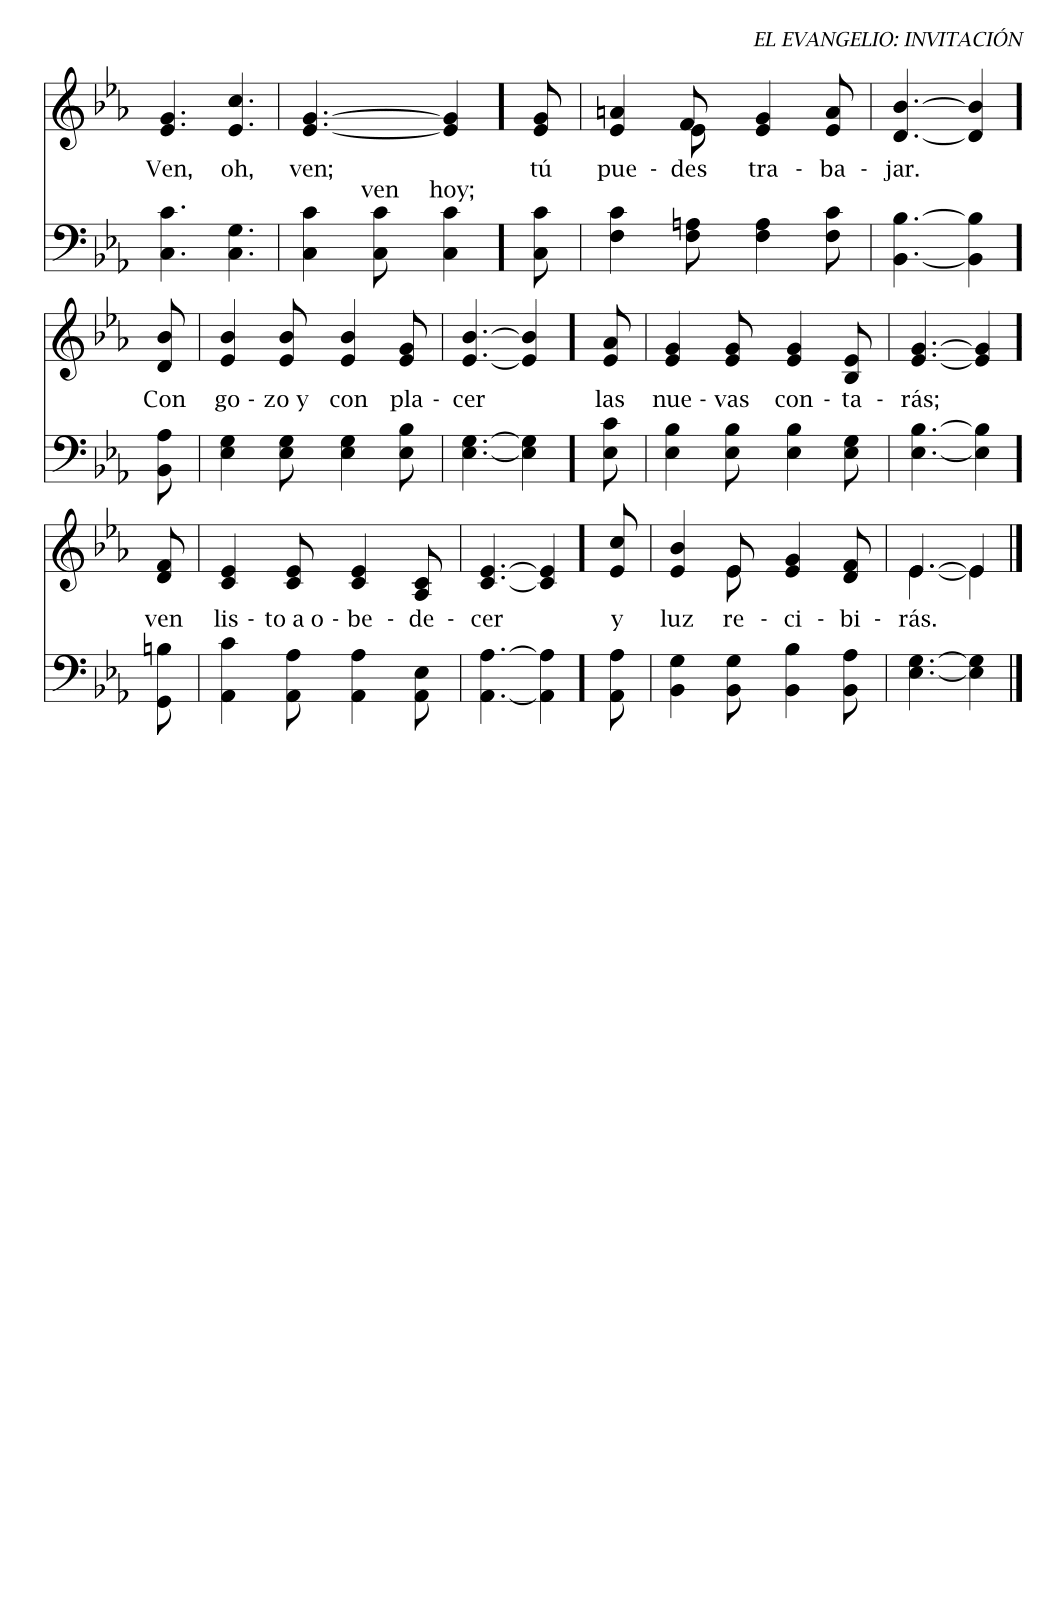 EL EVANGELIO: INVITACIÓN
Ven, oh, ven; tú pue - des tra - ba - jar.
ven hoy;
Con go - zo y con pla - cer las nue - vas con - ta - rás;
ven lis - to a o - be - de - cer y luz re - ci - bi - rás.